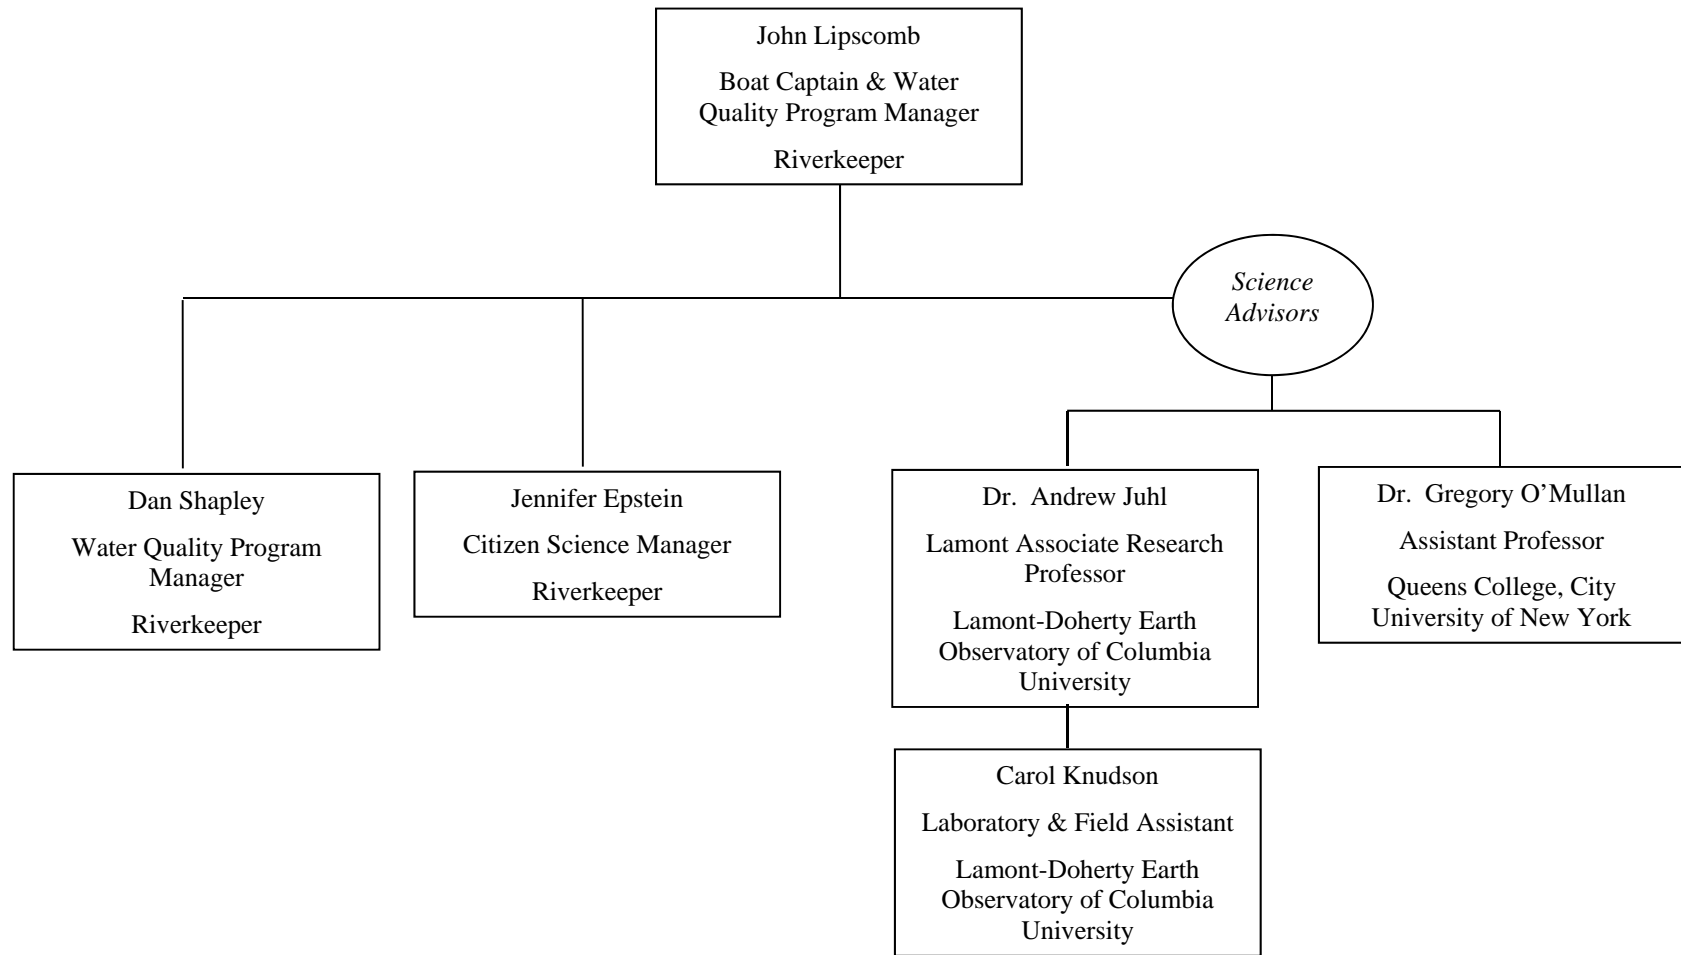 John Lipscomb
Boat Captain & Water
Quality Program Manager
Riverkeeper
Science
Advisors
Dan Shapley
Water Quality Program
Manager
Riverkeeper
Jennifer Epstein
Citizen Science Manager
Riverkeeper
Dr. Andrew Juhl
Lamont Associate Research
Professor
Lamont-Doherty Earth
Observatory of Columbia
University
Dr. Gregory O’Mullan
Assistant Professor
Queens College, City
University of New York
Carol Knudson
Laboratory & Field Assistant
Lamont-Doherty Earth
Observatory of Columbia
University